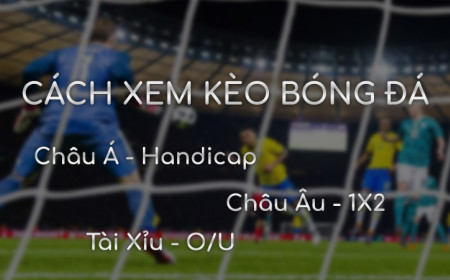 CÁCH XEM KÈO BÓNG ĐÁ
Châu Á - Handicap
Châu Âu - 1X2
Tài Xỉu - O/U